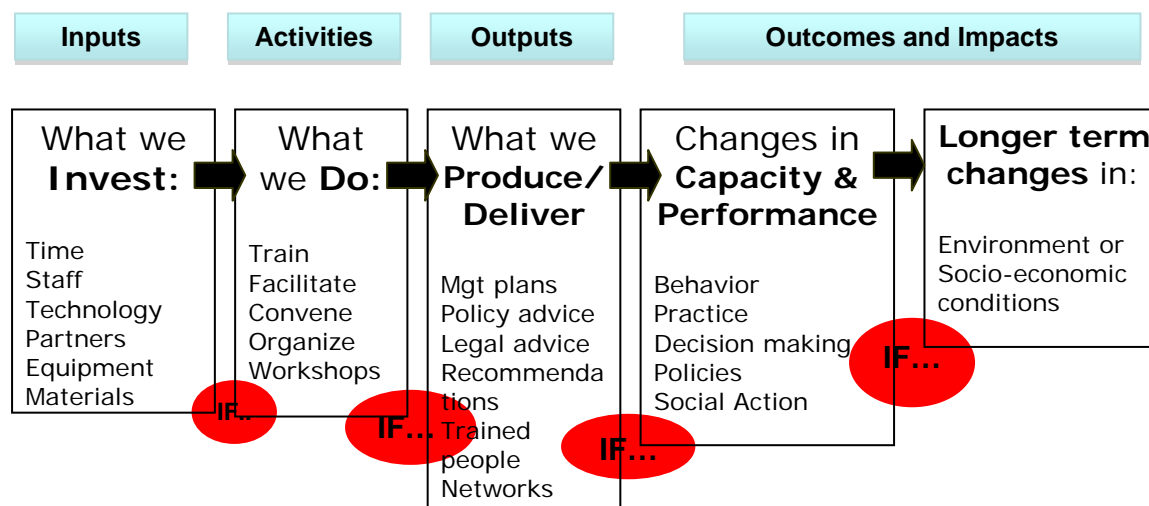 Inputs
Activities
Outputs
Outcomes and Impacts
What we
Invest:
Time
Staff
Technology
Partners
Equipment
Materials
IF..
What
we Do:
Train
Facilitate
Convene
Organize
Workshops
IF...
What we
Produce/
Deliver
Mgt plans
Policy advice
Legal advice
Recommenda
tions
Trained
people
Networks
IF...
Changes in
Capacity &
Performance
Behavior
Practice
Decision making
Policies
Social Action
IF...
Longer term
changes in:
Environment or
Socio-economic
conditions